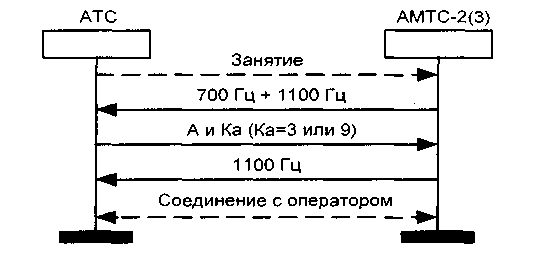 АТС
АМТС-2(3)
Занятие
700 Гц + 1100 Гц
А и Ка (Ка=3 или 9)
1100 Гц
Соединение с оператором